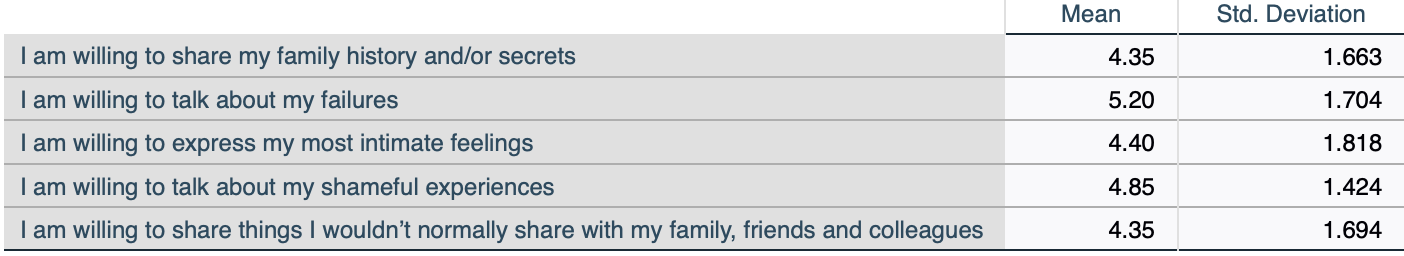 Mean Std. Deviation
I am willing to share my family history and/or secrets 4.35 1.663
I am willing to talk about my failures 5.20 1.704
I am willing to express my most intimate feelings 4.40 1.818
I am willing to talk about my shameful experiences 4.85 1.424
I am willing to share things I wouldn’t normally share with my family, friends and colleagues 4.35 1.694